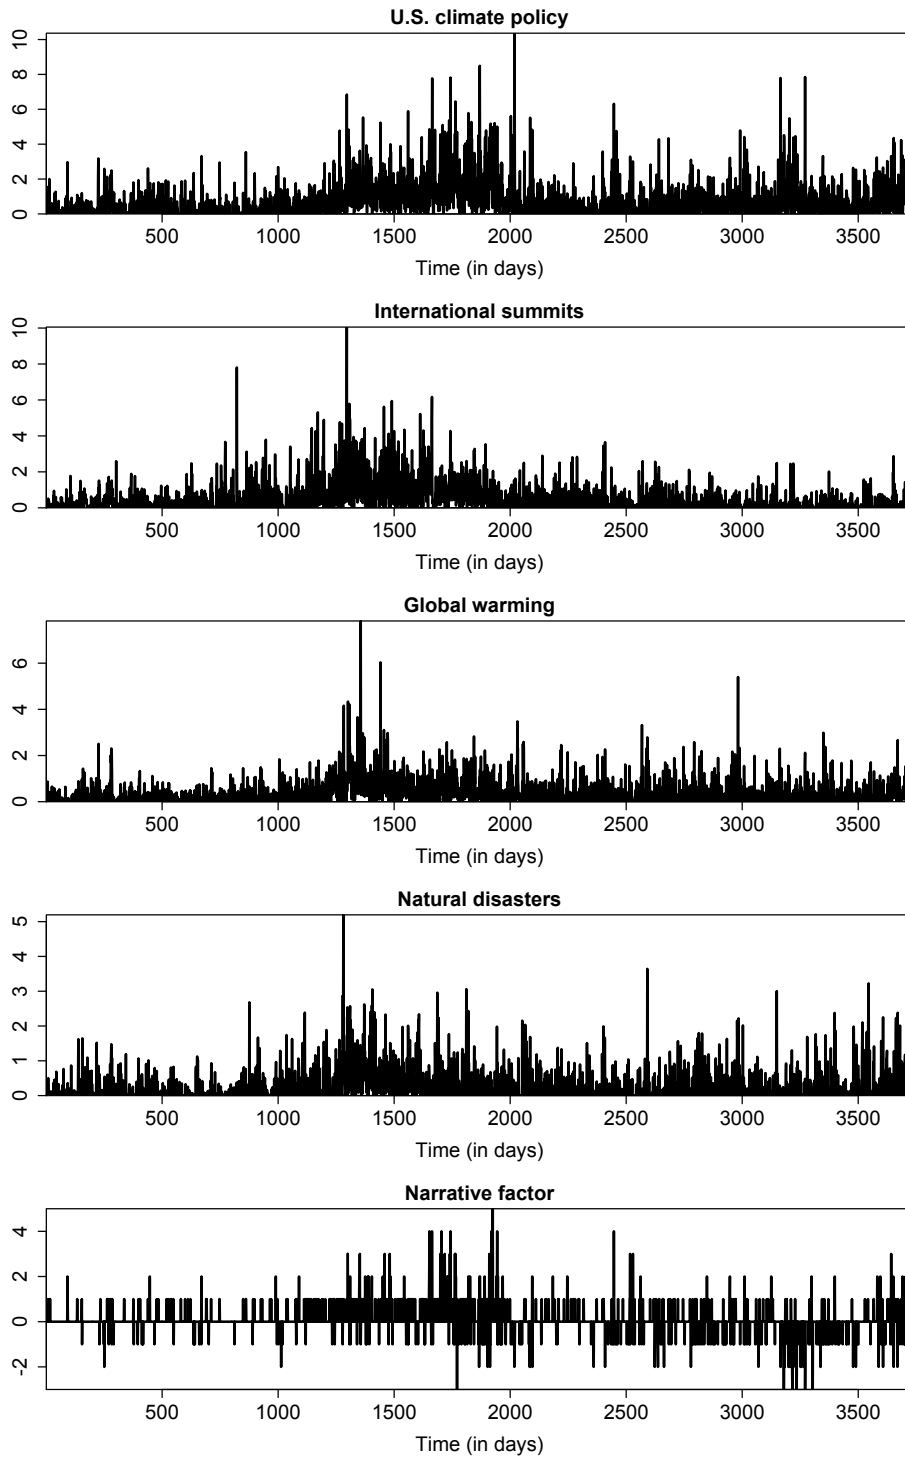 U.S. climate policy
10
8
6
4
2
0
500 1000 1500 2000 2500 3000 3500
Time (in days)
International summits
10
8
6
4
2
0
500 1000 1500 2000 2500 3000 3500
Time (in days)
Global warming
6
4
2
0
500 1000 1500 2000 2500 3000 3500
Time (in days)
Natural disasters
5
4
3
2
1
0
500 1000 1500 2000 2500 3000 3500
Time (in days)
Narrative factor
4
2
0
-2
500 1000 1500 2000 2500 3000 3500
Time (in days)